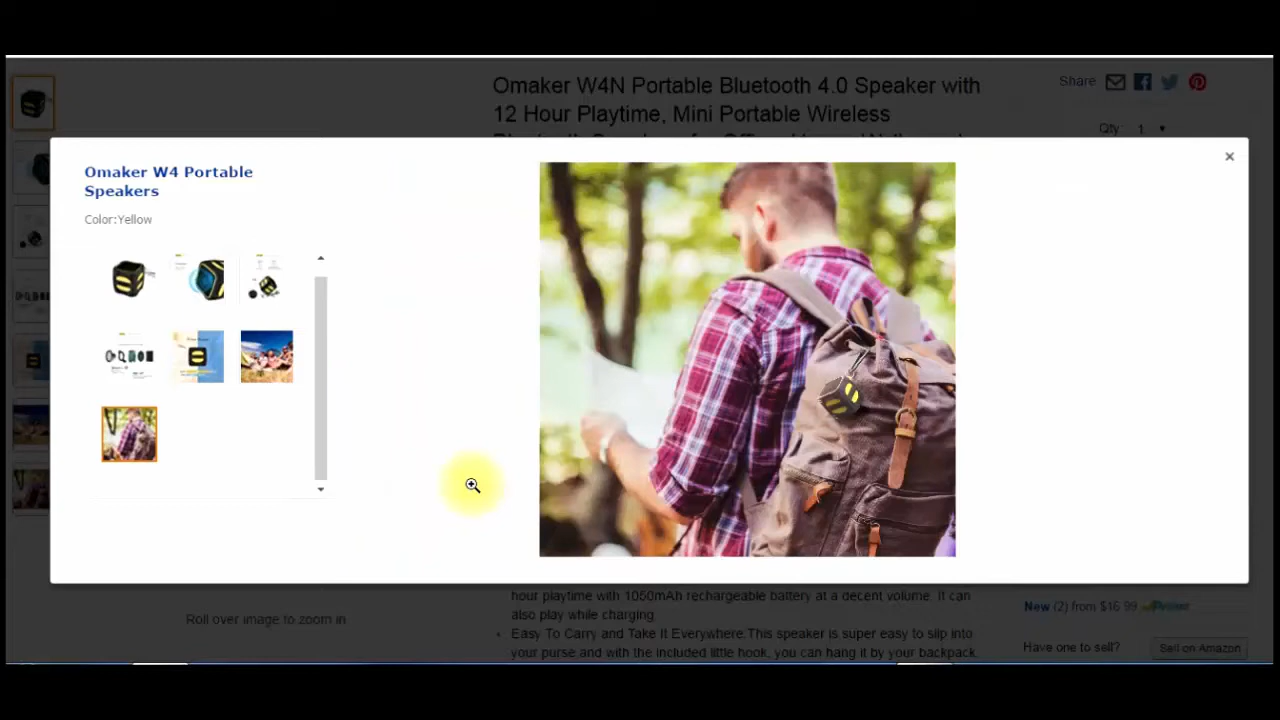 Omaker W4N Portable Bluetooth 4.0 Speaker with
12 Hour Playtime, Mini Portable Wireless
Share
Qty: 1
Omaker W4 Portable
Speakers
Color:Yellow
hour playtime with 1050mAh rechargeable battery at a decent volume. It can
also play while charging.
Easy To Carry and Take It Everywhere:This speaker is super easy to slip into
your purse and with the included little hook, you can hang it by your backpack.
Roll over image to zoom in
New (2) from $16.99 Prime
Have one to sell?
Sell on Amazon